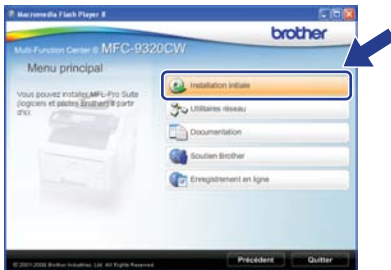 Macromedia Flash Player 8
brother
Multi-Function Center® MFC-9320CW
Menu principal
Vous pouvez installer MFL-Pro Suite
(logiciels et pilotes Brother) à partir
d'ici.
Installation initiale
Utilitaires réseau
Documentation
Soutien Brother
Enregistrement en ligne
© 2001-2008 Brother Industries, Ltd. All Rights Reserved.
Précédent
Quitter